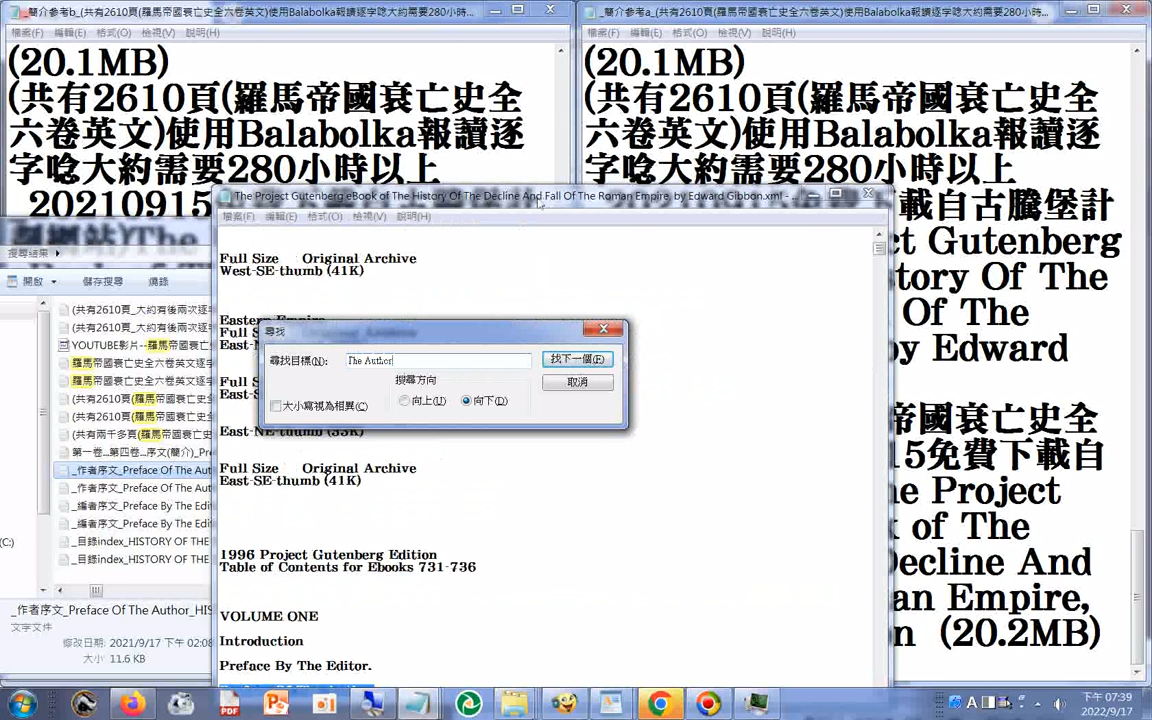 _簡介參考b_(共有2610頁(羅馬帝國衰亡史全六卷英文)使用Balabolka報讀逐字唸大約需要280小時...
檔案(F) 編輯(E) 格式(O) 檢視(V) 說明(H)
(20.1MB)
(共有2610頁(羅馬帝國衰亡史全
六卷英文)使用Balabolka報讀逐
字唸大約需要280小時以上
20210915
_簡介參考a_(共有2610頁(羅馬帝國衰亡史全六卷英文)使用Balabolka報讀逐字唸大約需要280小時...
檔案(F) 編輯(E) 格式(O) 檢視(V) 說明(H)
(20.1MB)
(共有2610頁(羅馬帝國衰亡史全
六卷英文)使用Balabolka報讀逐
字唸大約需要280小時以上
載自古騰堡計
ct Gutenberg
story Of The
Of The
by Edward
帝國衰亡史全
15免費下載自
he Project
k of The
Decline And
an Empire,
n (20.2MB)
The Project Gutenberg eBook of The History Of The Decline And Fall Of The Roman Empire, by Edward Gibbon.xml - ...
檔案(F) 編輯(E) 格式(O) 檢視(V) 說明(H)
Full Size Original Archive
West-SE-thumb (41K)
Eastern Empire
Full S
East-N
Full S
East-S
East-NE-thumb (33K)
Full Size Original Archive
East-SE-thumb (41K)
1996 Project Gutenberg Edition
Table of Contents for Ebooks 731-736
VOLUME ONE
Introduction
Preface By The Editor.
尋找
尋找目標(N): The Author
找下一個(F)
取消
搜尋方向
大小寫視為相異(C) 向上(U) 向下(D)
搜尋結果
開啟 儲存搜尋 燒錄
(共有2610頁_大約有後兩次逐
(共有2610頁_大約有後兩次逐
YOUTUBE影片--羅馬帝國衰亡
羅馬帝國衰亡史全六卷英文
羅馬帝國衰亡史全六卷英文
(共有2610頁(羅馬帝國衰亡史
(共有2610頁(羅馬帝國衰亡史
(共有兩千多頁(羅馬帝國衰亡史
第一卷...第四卷...序文(簡介)_Pre
_作者序文_Preface Of The Aut
_作者序文_Preface Of The Aut
_編者序文_Preface By The Edi
_編者序文_Preface By The Edi
_目錄index_HISTORY OF THE
_目錄index_HISTORY OF THE
(C:)
_作者序文_Preface Of The Author_HIS
文字文件
修改日期: 2021/9/17 下午 02:08
大小: 11.6 KB
下午 07:39
2022/9/17